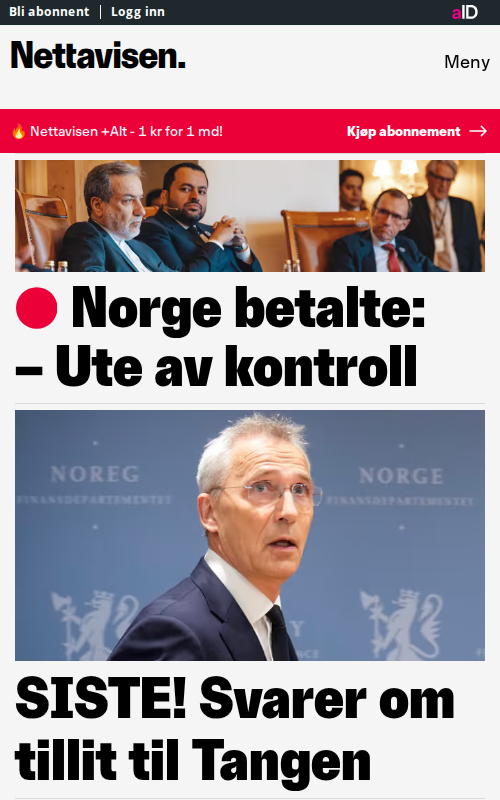 Bli abonnent
Logg inn
aID
Nettavisen.
Meny
Nettavisen +Alt - 1 kr for 1 md!
Kjøp abonnement
Norge betalte:
– Ute av kontroll
NOREG
FINANSDEPARTEMENTET
NORGE
FINANSDEPARTEMENTET
SISTE! Svarer om
tillit til Tangen